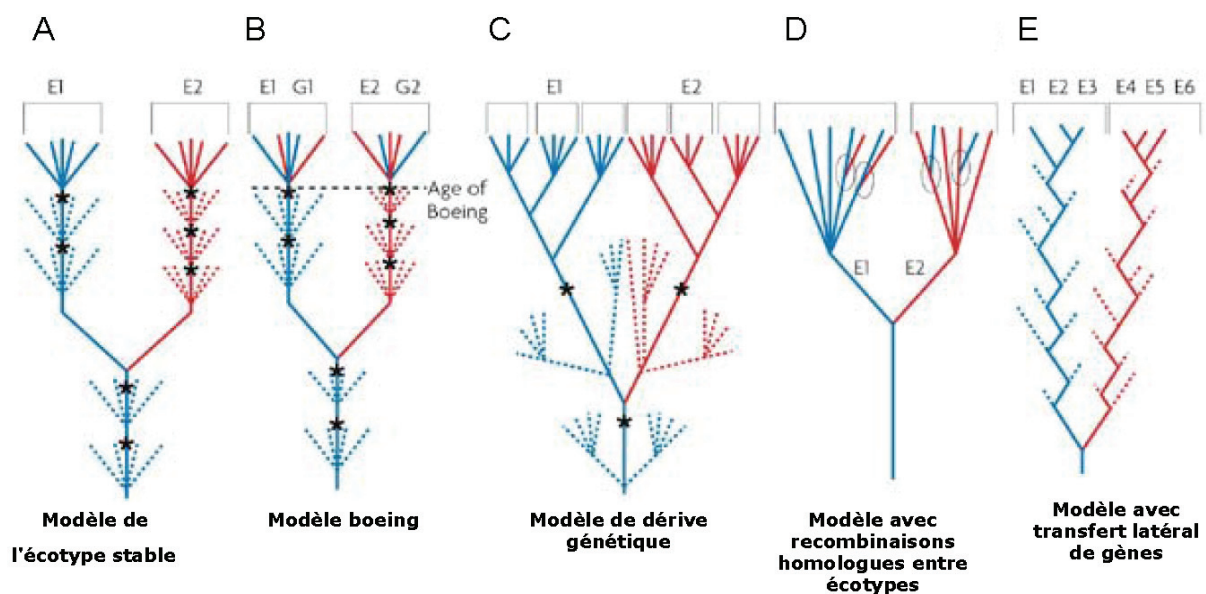 A
B
C
D
E
E1
E2
E1 G1
E2 G2
E1
E2
E1 E2 E3
E4 E5 E6
Age of
Boeing
E1
E2
Modèle de
l'écotype stable
Modèle boeing
Modèle de dérive
génétique
Modèle avec
recombinaisons
homologues entre
écotypes
Modèle avec
transfert latéral
de gènes